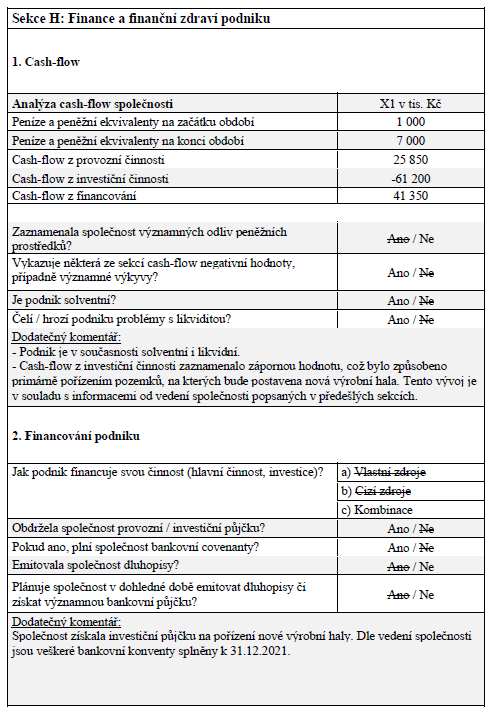 Sekce H: Finance a finanční zdraví podniku
1. Cash-flow
Analýza cash-flow společnosti X1 v tis. Kč
Peníze a peněžní ekvivalenty na začátku období 1 000
Peníze a peněžní ekvivalenty na konci období 7 000
Cash-flow z provozní činnosti 25 850
Cash-flow z investiční činnosti -61 200
Cash-flow z financování 41 350
Zaznamenala společnost významných odliv peněžních
prostředků? Ano / Ne
Vykazuje některá ze sekcí cash-flow negativní hodnoty,
případně významné výkyvy? Ano / Ne
Je podnik solventní? Ano / Ne
Čelí / hrozí podniku problémy s likviditou? Ano / Ne
Dodatečný komentář:
- Podnik je v současnosti solventní i likvidní.
- Cash-flow z investiční činnosti zaznamenalo zápornou hodnotu, což bylo způsobeno
primárně pořízením pozemků, na kterých bude postavena nová výrobní hala. Tento vývoj je
v souladu s informacemi od vedení společnosti popsaných v předešlých sekcích.
2. Financování podniku
Jak podnik financuje svou činnost (hlavní činnost, investice)? a) Vlastní zdroje
b) Cizí zdroje
c) Kombinace
Obdržela společnost provozní / investiční půjčku? Ano / Ne
Pokud ano, plní společnost bankovní covenanty? Ano / Ne
Emitovala společnost dluhopisy? Ano / Ne
Plánuje společnost v dohledné době emitovat dluhopisy či
získat významnou bankovní půjčku? Ano / Ne
Dodatečný komentář:
Společnost získala investiční půjčku na pořízení nové výrobní haly. Dle vedení společnosti
jsou veškeré bankovní konventy splněny k 31.12.2021.